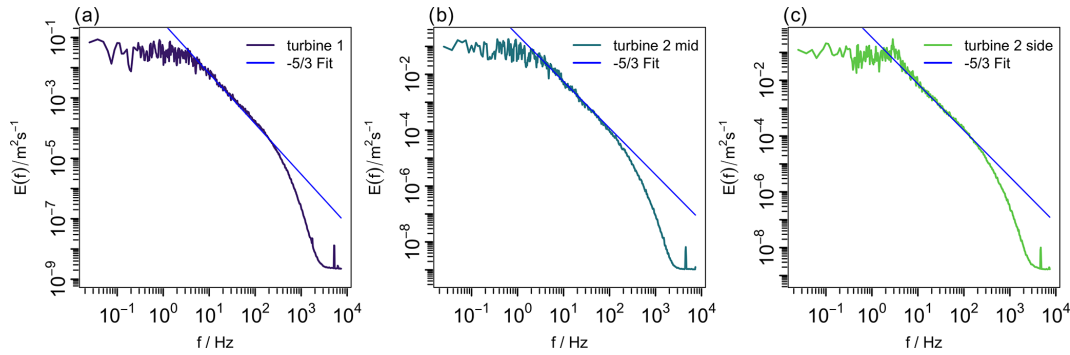 (a)
turbine 1
-5/3 Fit
E(f)/m²s⁻¹
10⁻¹
10⁻³
10⁻⁵
10⁻⁷
10⁻⁹
10⁻¹ 10⁰ 10¹ 10² 10³ 10⁴
f / Hz
(b)
turbine 2 mid
-5/3 Fit
E(f)/m²s⁻¹
10⁻²
10⁻⁴
10⁻⁶
10⁻⁸
10⁻¹ 10⁰ 10¹ 10² 10³ 10⁴
f / Hz
(c)
turbine 2 side
-5/3 Fit
E(f)/m²s⁻¹
10⁻²
10⁻⁴
10⁻⁶
10⁻⁸
10⁻¹ 10⁰ 10¹ 10² 10³ 10⁴
f / Hz